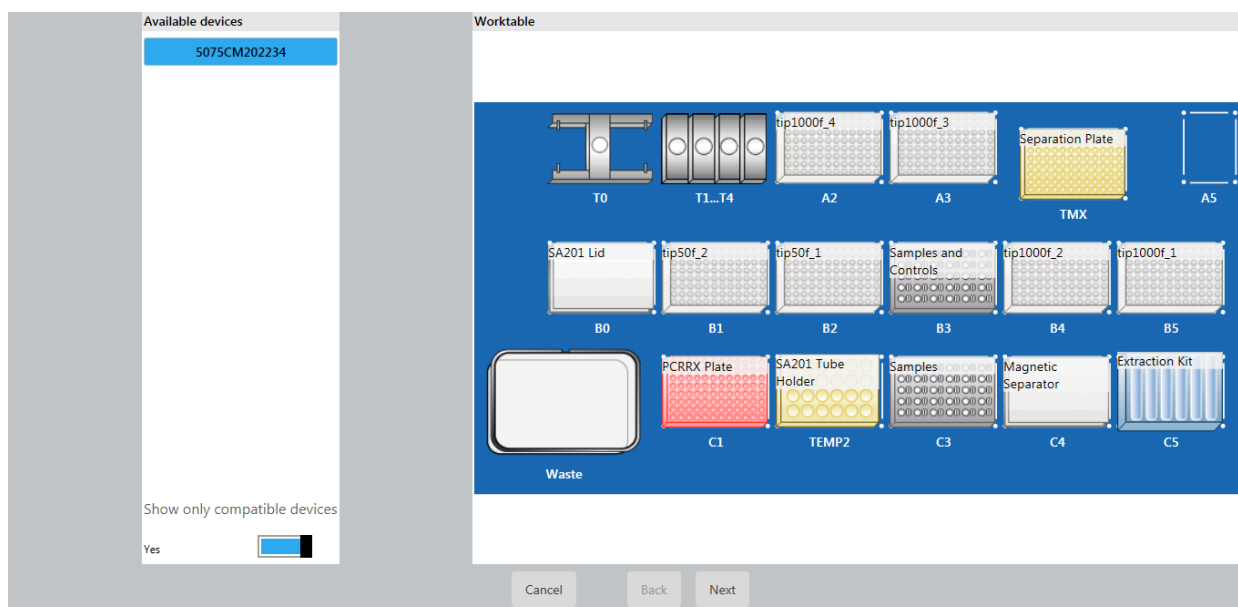 Available devices
Worktable
5075CM202234
tip1000f_4
tip1000f_3
Separation Plate
T0
T1...T4
A2
A3
TMX
A5
SA201 Lid
tip50f_2
tip50f_1
Samples and
Controls
tip1000f_2
tip1000f_1
B0
B1
B2
B3
B4
B5
PCRRX Plate
SA201 Tube
Holder
Samples
Magnetic
Separator
Extraction Kit
C1
TEMP2
C3
C4
C5
Waste
Show only compatible devices
Yes
Cancel
Back
Next